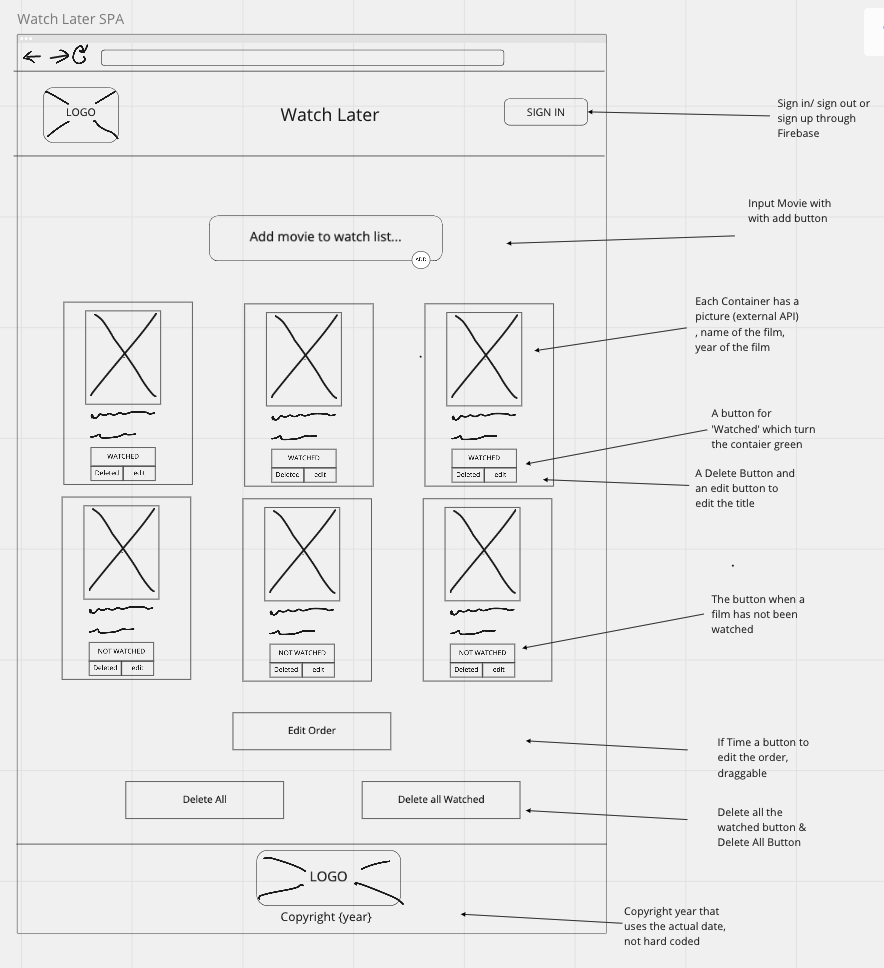 Watch Later SPA
LOGO
Watch Later
SIGN IN
Sign in/ sign out or
sign up through
Firebase
Add movie to watch list...
ADD
Input Movie with
with add button
Each Container has a
picture (external API)
, name of the film,
year of the film
WATCHED
Deleted edit
WATCHED
Deleted edit
WATCHED
Deleted edit
A button for
'Watched' which turn
the contaier green
A Delete Button and
an edit button to
edit the title
NOT WATCHED
Deleted edit
NOT WATCHED
Deleted edit
NOT WATCHED
Deleted edit
The button when a
film has not been
watched
Edit Order
If Time a button to
edit the order,
draggable
Delete All
Delete all Watched
Delete all the
watched button &
Delete All Button
LOGO
Copyright {year}
Copyright year that
uses the actual date,
not hard coded